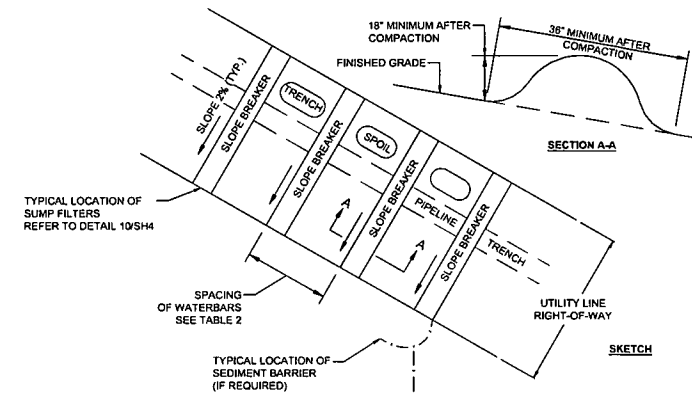 18" MINIMUM AFTER
COMPACTION
36" MINIMUM AFTER
COMPACTION
FINISHED GRADE
SECTION A-A
SLOPE 2% (TYP.)
SLOPE BREAKER
TRENCH
SLOPE BREAKER
SPOIL
SLOPE BREAKER
A
A
PIPELINE
SLOPE BREAKER
TRENCH
TYPICAL LOCATION OF
SUMP FILTERS
REFER TO DETAIL 10/SH4
SPACING
OF WATERBARS
SEE TABLE 2
UTILITY LINE
RIGHT-OF-WAY
SKETCH
TYPICAL LOCATION OF
SEDIMENT BARRIER
(IF REQUIRED)